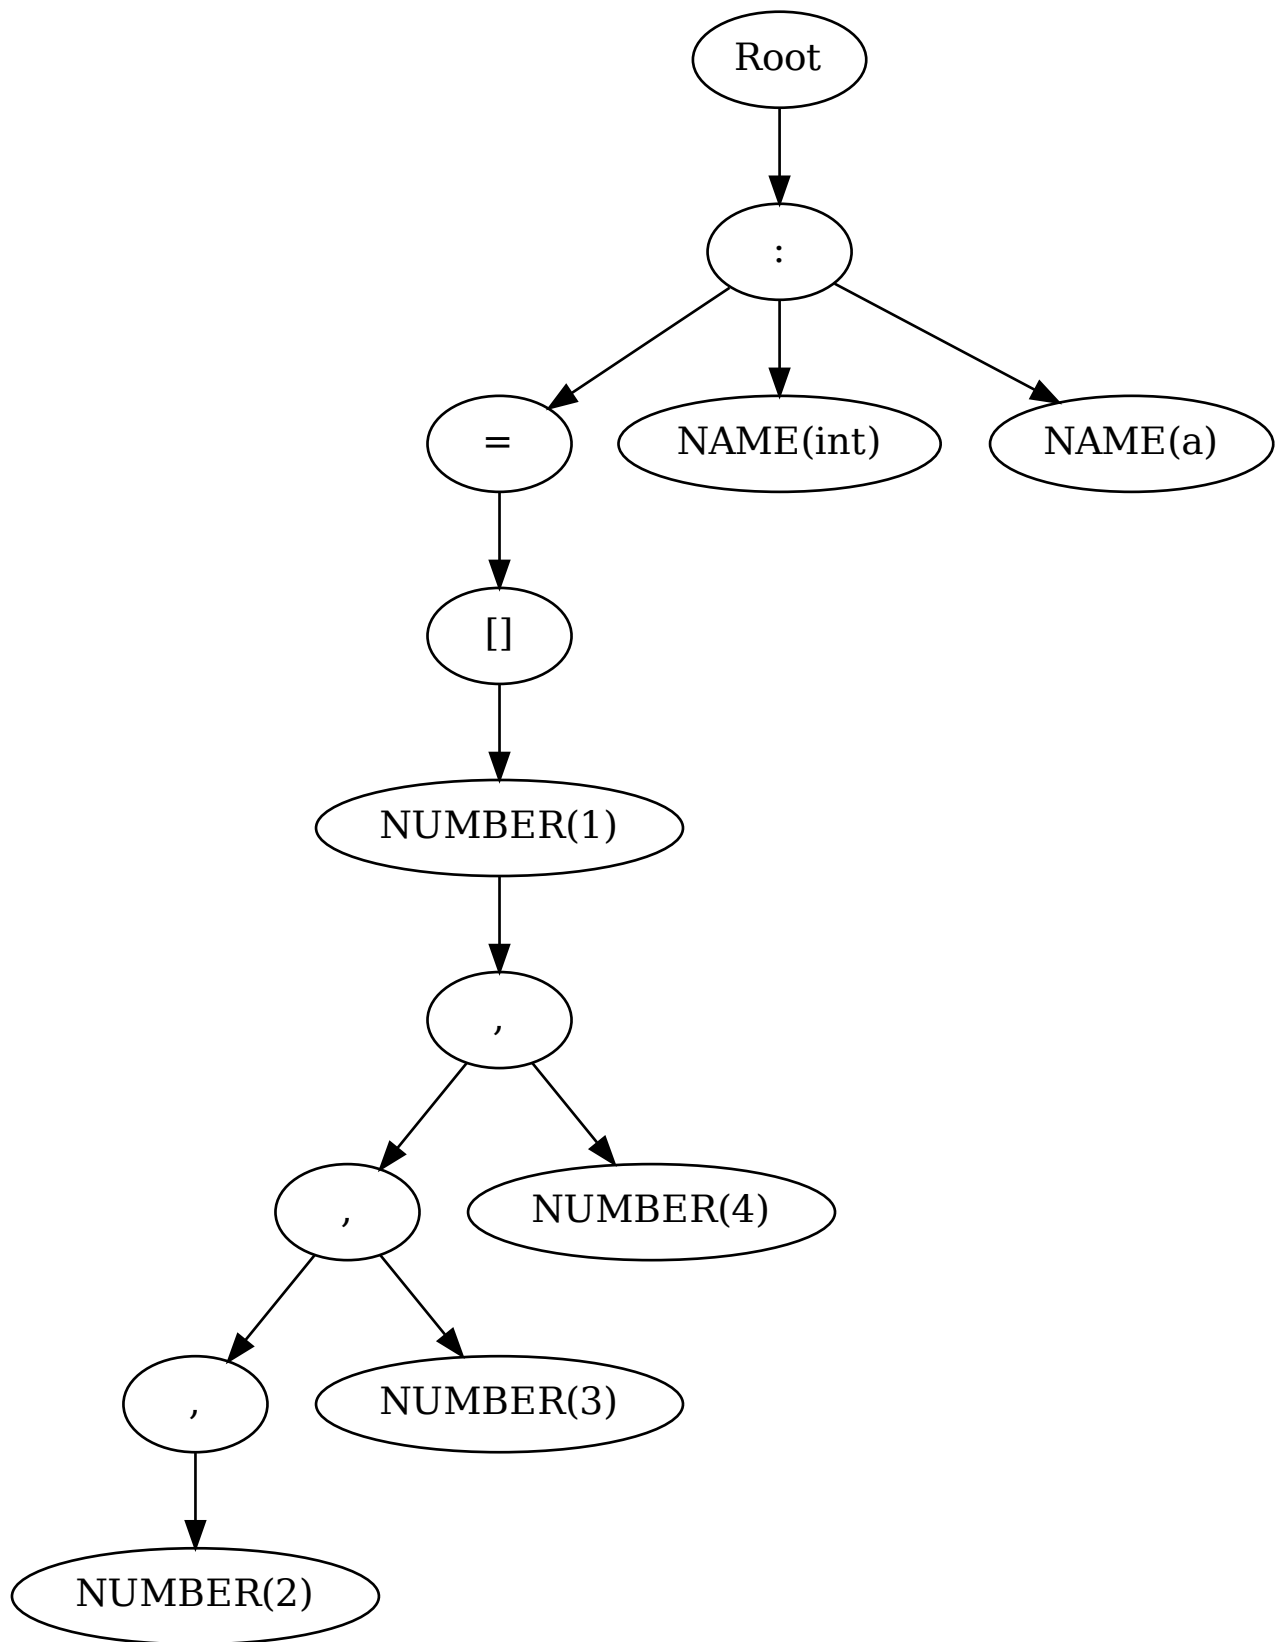 Root
:
=
NAME(int)
NAME(a)
[]
NUMBER(1)
,
,
NUMBER(4)
,
NUMBER(3)
NUMBER(2)